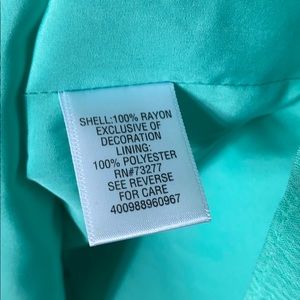 SHELL:100% RAYON
EXCLUSIVE OF
DECORATION
LINING:
100% POLYESTER
RN#73277
SEE REVERSE
FOR CARE
400988960967